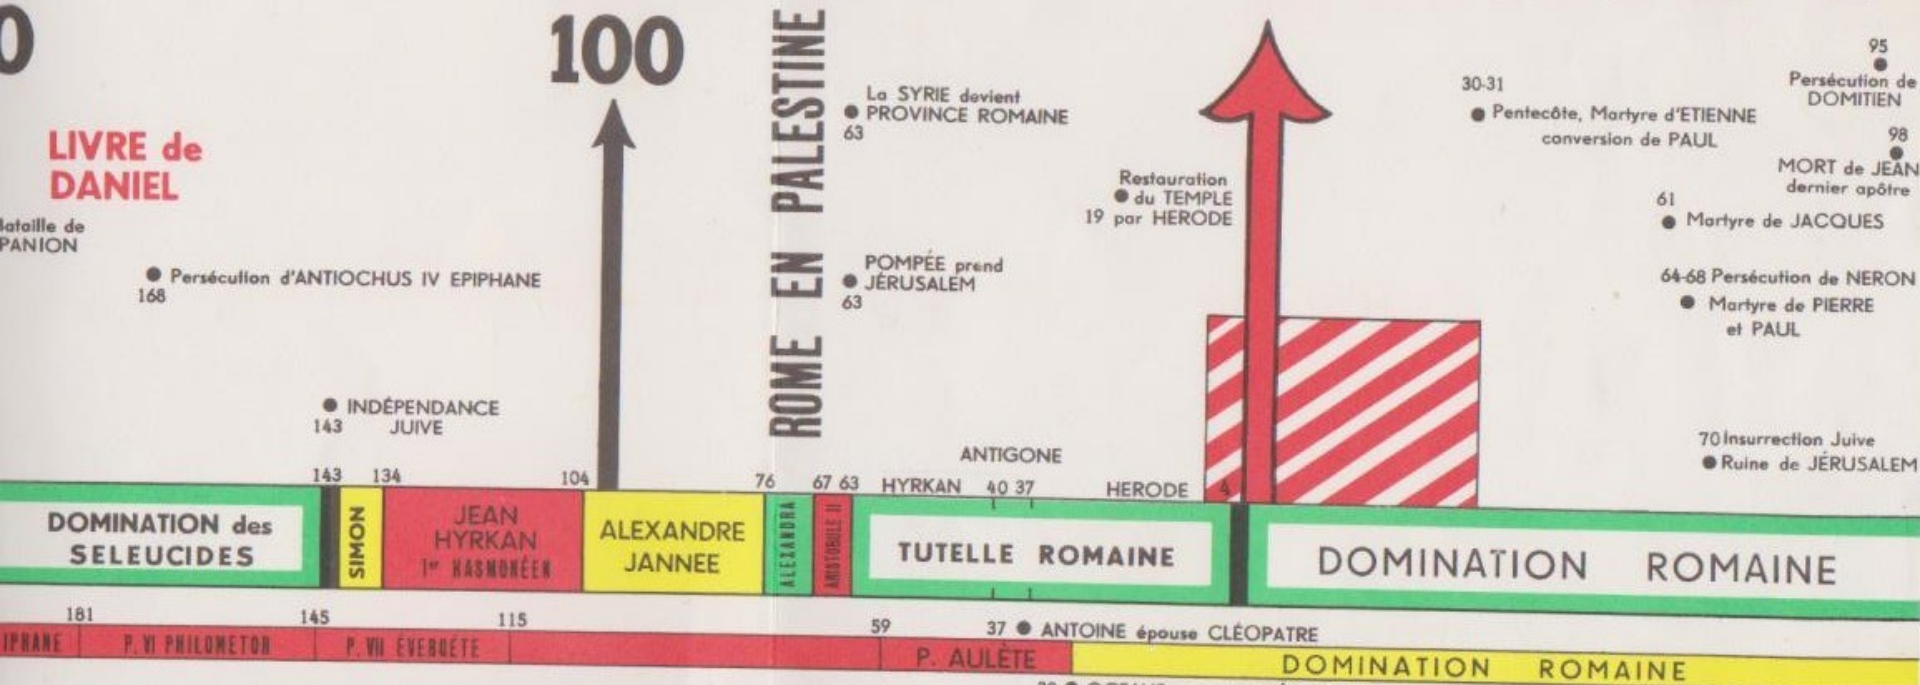 0
100
ROME EN PALESTINE
LIVRE de
DANIEL
Bataille de
PANION
168
Persécution d'ANTIOCHUS IV EPIPHANE
143
INDÉPENDANCE
JUIVE
La SYRIE devient
PROVINCE ROMAINE
63
POMPÉE prend
JÉRUSALEM
63
Restauration
du TEMPLE
19 par HERODE
30-31
Pentecôte, Martyre d'ETIENNE
conversion de PAUL
95
Persécution de
DOMITIEN
98
MORT de JEAN
dernier apôtre
61
Martyre de JACQUES
64-68 Persécution de NERON
Martyre de PIERRE
et PAUL
70 Insurrection Juive
Ruine de JÉRUSALEM
ANTIGONE
143 134 104 76 67 63 HYRKAN 40 37 HERODE 4
DOMINATION des
SELEUCIDES
SIMON
JEAN
HYRKAN
1er HASMONÉEN
ALEXANDRE
JANNEE
ALEXANDRA
ARISTOBULE II
TUTELLE ROMAINE
DOMINATION ROMAINE
181 145 115 59 37 ANTOINE épouse CLÉOPATRE
IPHANE P. VI PHILOMETOR P. VII EVERGÉTE P. AULÈTE DOMINATION ROMAINE